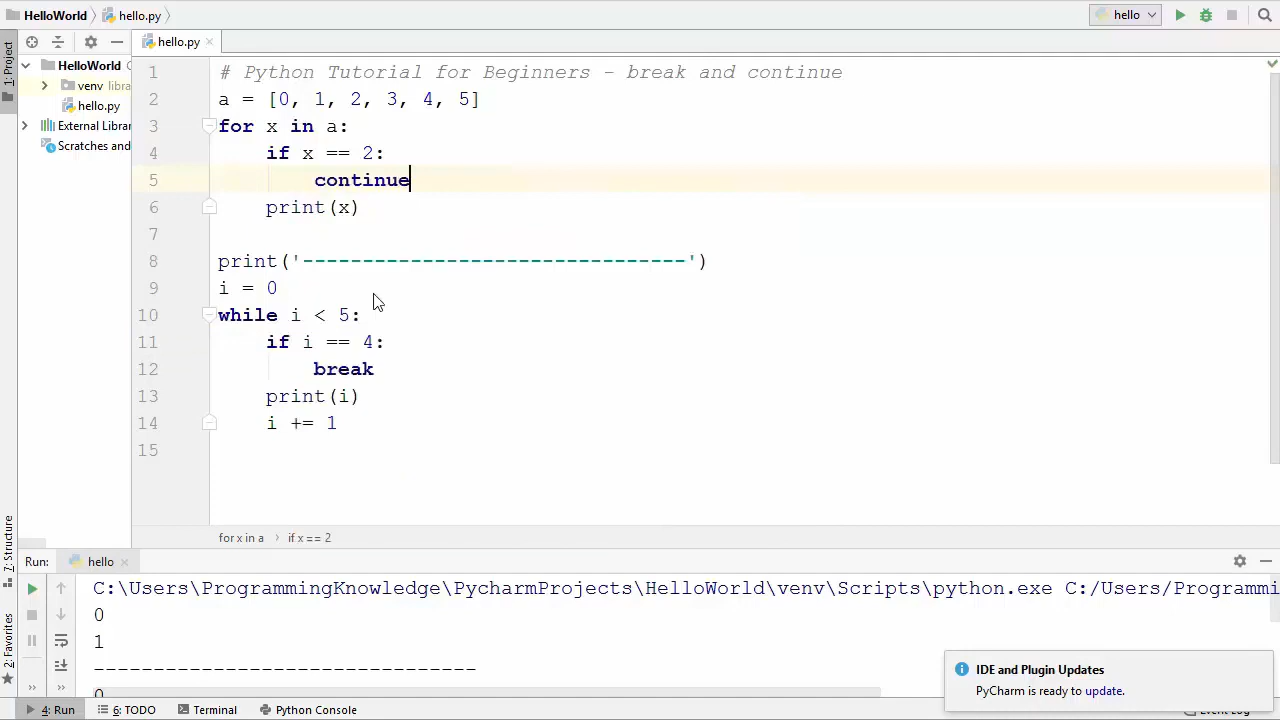 HelloWorld hello.py hello
1: Project
hello.py
HelloWorld
venv libra
hello.py
External Librar
Scratches and
1 # Python Tutorial for Beginners - break and continue
2 a = [0, 1, 2, 3, 4, 5]
3 for x in a:
4 if x == 2:
5 continue
6 print(x)
7
8 print('--------------------------------')
9 i = 0
10 while i < 5:
11 if i == 4:
12 break
13 print(i)
14 i += 1
15
for x in a if x == 2
7: Structure
2: Favorites
Run: hello
C:\Users\ProgrammingKnowledge\PycharmProjects\HelloWorld\venv\Scripts\python.exe C:/Users/Programmi
0
1
--------------------------------
0
IDE and Plugin Updates
PyCharm is ready to update.
4: Run 6: TODO Terminal Python Console Event Log